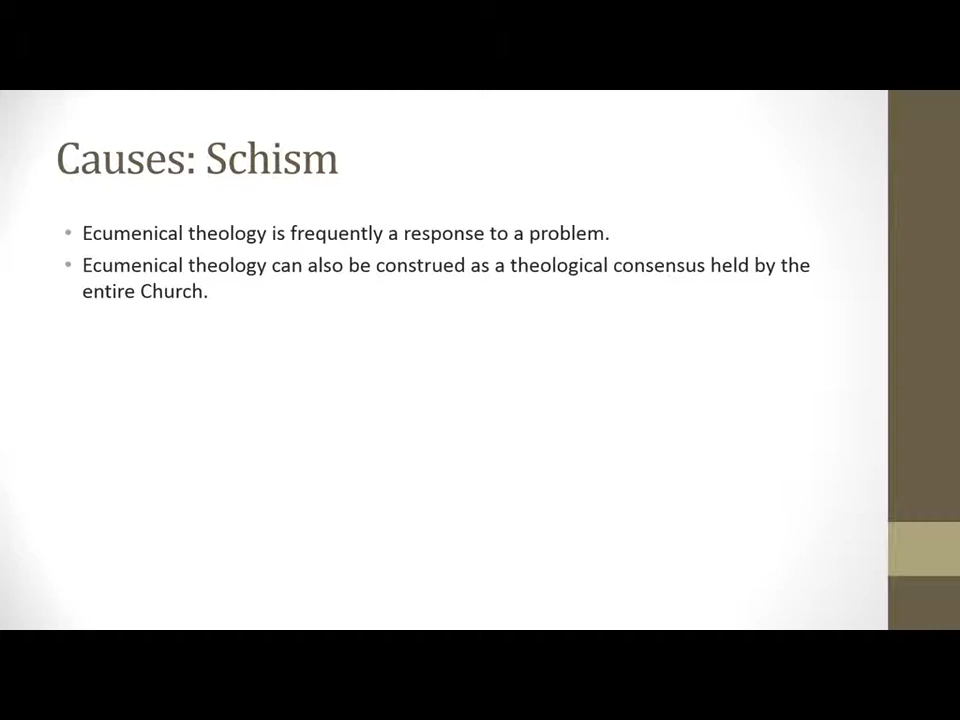 Causes: Schism
• Ecumenical theology is frequently a response to a problem.
• Ecumenical theology can also be construed as a theological consensus held by the
entire Church.